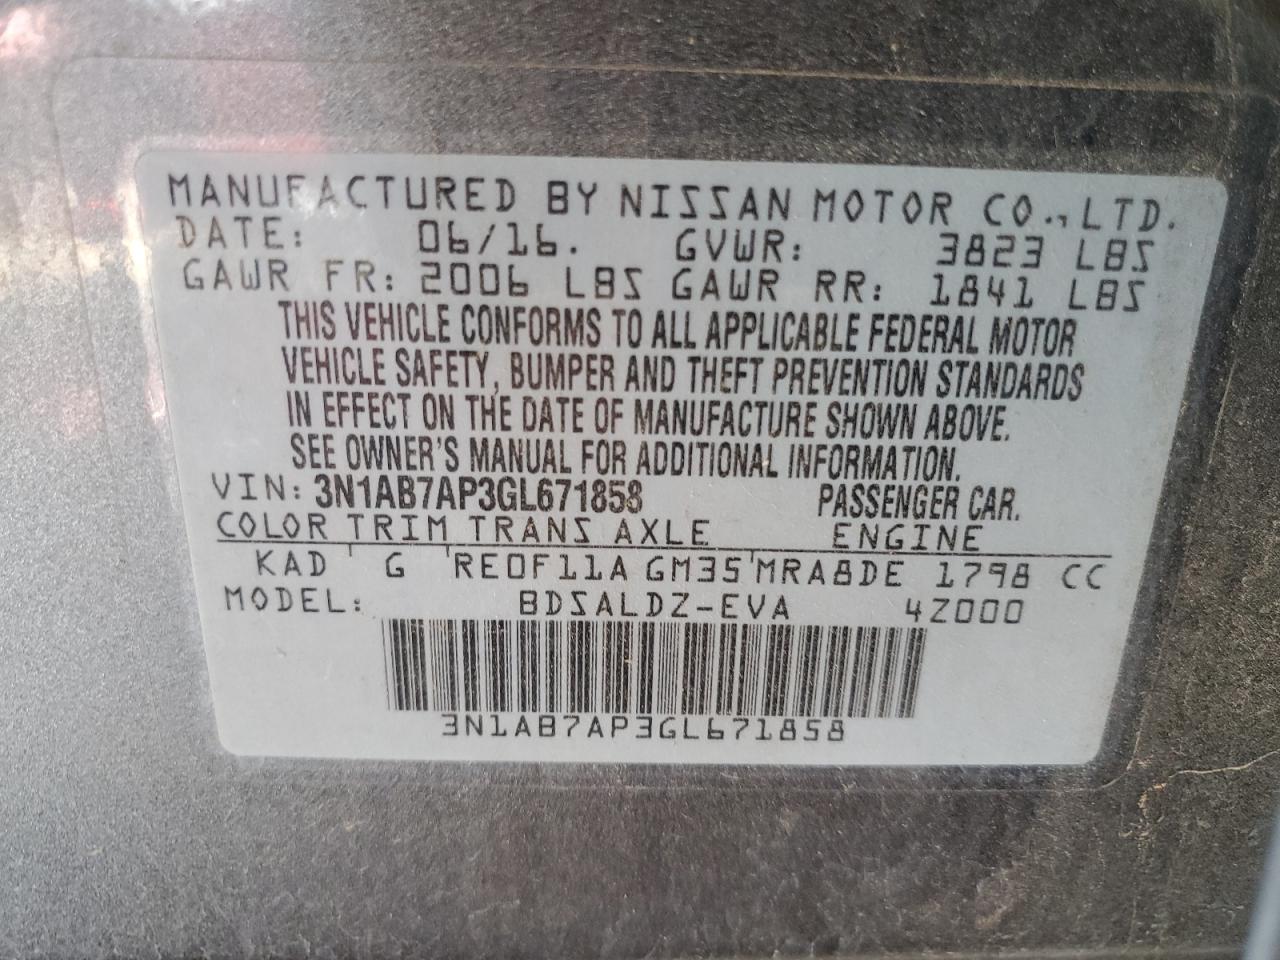 MANUFACTURED BY NISSAN MOTOR CO., LTD.
DATE: 06/16. GVWR: 3823 LBS
GAWR FR: 2006 LBS GAWR RR: 1841 LBS
THIS VEHICLE CONFORMS TO ALL APPLICABLE FEDERAL MOTOR
VEHICLE SAFETY, BUMPER AND THEFT PREVENTION STANDARDS
IN EFFECT ON THE DATE OF MANUFACTURE SHOWN ABOVE.
SEE OWNER'S MANUAL FOR ADDITIONAL INFORMATION.
VIN: 3N1AB7AP3GL671858 PASSENGER CAR.
COLOR TRIM TRANS AXLE ENGINE
KAD G RE0F11A GM35 MRA8DE 1798 CC
MODEL: BDSALDZ-EVA 4Z000
3N1AB7AP3GL671858